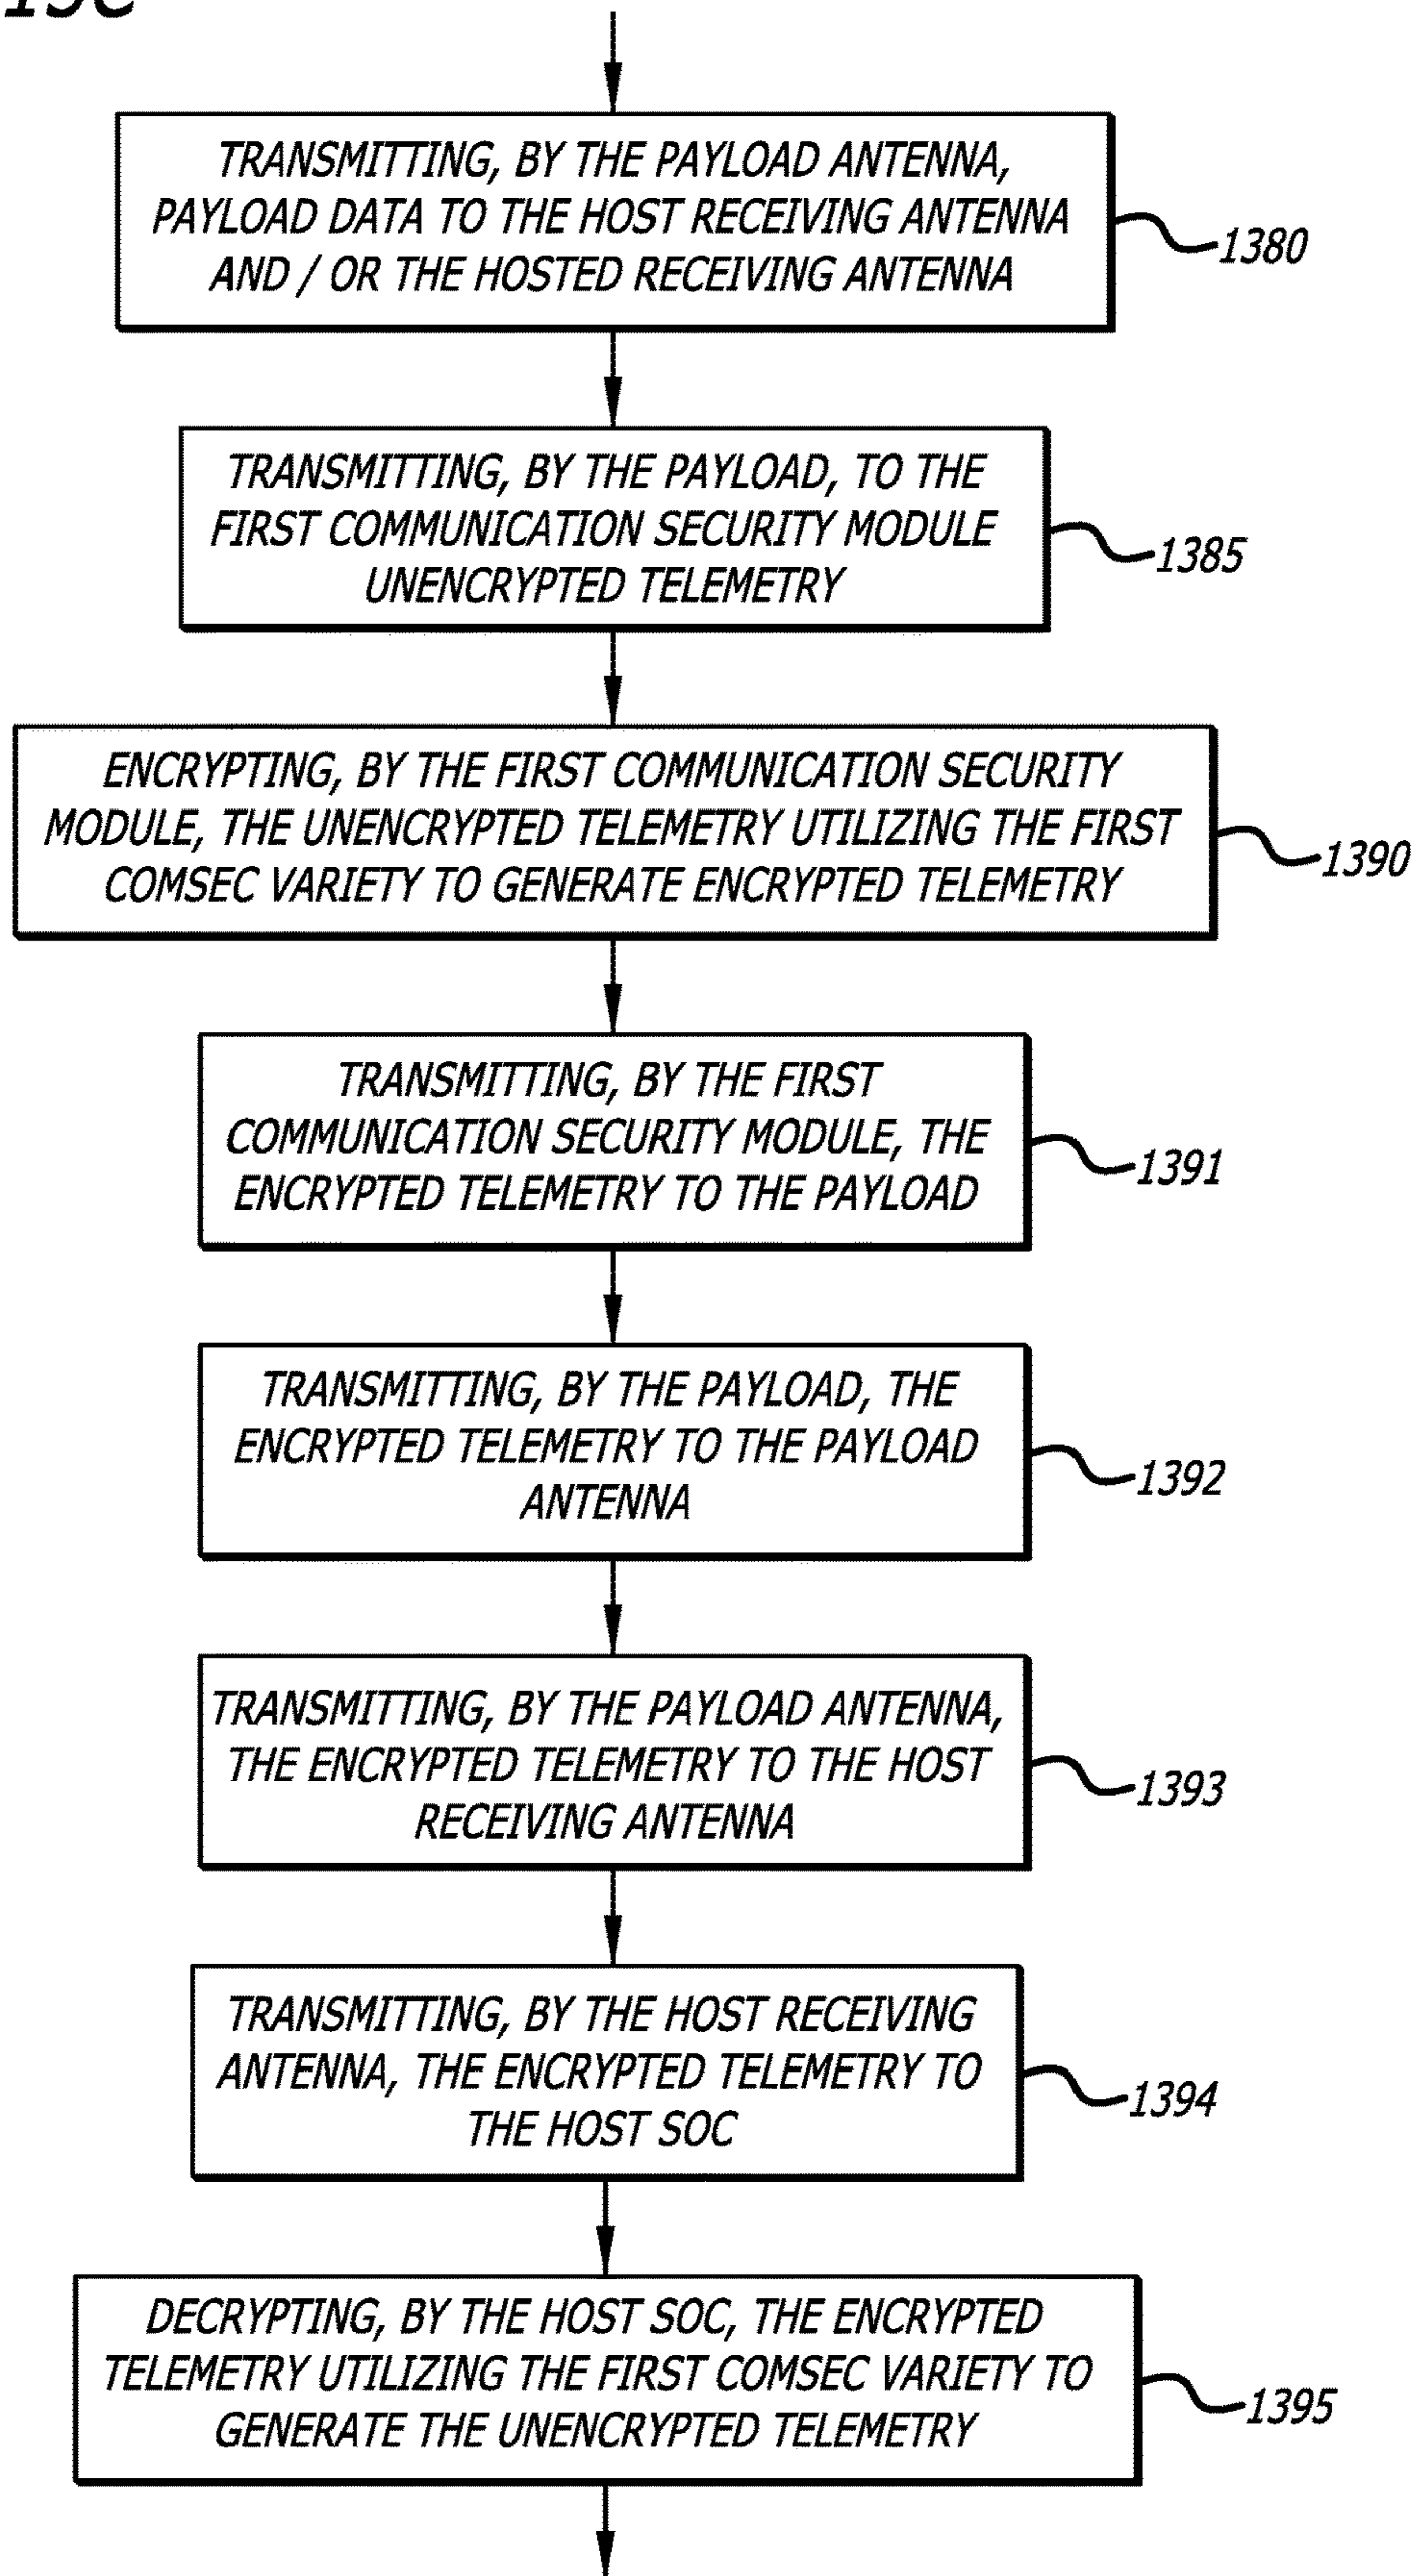 13C
TRANSMITTING, BY THE PAYLOAD ANTENNA,
PAYLOAD DATA TO THE HOST RECEIVING ANTENNA
AND / OR THE HOSTED RECEIVING ANTENNA
1380
TRANSMITTING, BY THE PAYLOAD, TO THE
FIRST COMMUNICATION SECURITY MODULE
UNENCRYPTED TELEMETRY
1385
ENCRYPTING, BY THE FIRST COMMUNICATION SECURITY
MODULE, THE UNENCRYPTED TELEMETRY UTILIZING THE FIRST
COMSEC VARIETY TO GENERATE ENCRYPTED TELEMETRY
1390
TRANSMITTING, BY THE FIRST
COMMUNICATION SECURITY MODULE, THE
ENCRYPTED TELEMETRY TO THE PAYLOAD
1391
TRANSMITTING, BY THE PAYLOAD, THE
ENCRYPTED TELEMETRY TO THE PAYLOAD
ANTENNA
1392
TRANSMITTING, BY THE PAYLOAD ANTENNA,
THE ENCRYPTED TELEMETRY TO THE HOST
RECEIVING ANTENNA
1393
TRANSMITTING, BY THE HOST RECEIVING
ANTENNA, THE ENCRYPTED TELEMETRY TO
THE HOST SOC
1394
DECRYPTING, BY THE HOST SOC, THE ENCRYPTED
TELEMETRY UTILIZING THE FIRST COMSEC VARIETY TO
GENERATE THE UNENCRYPTED TELEMETRY
1395